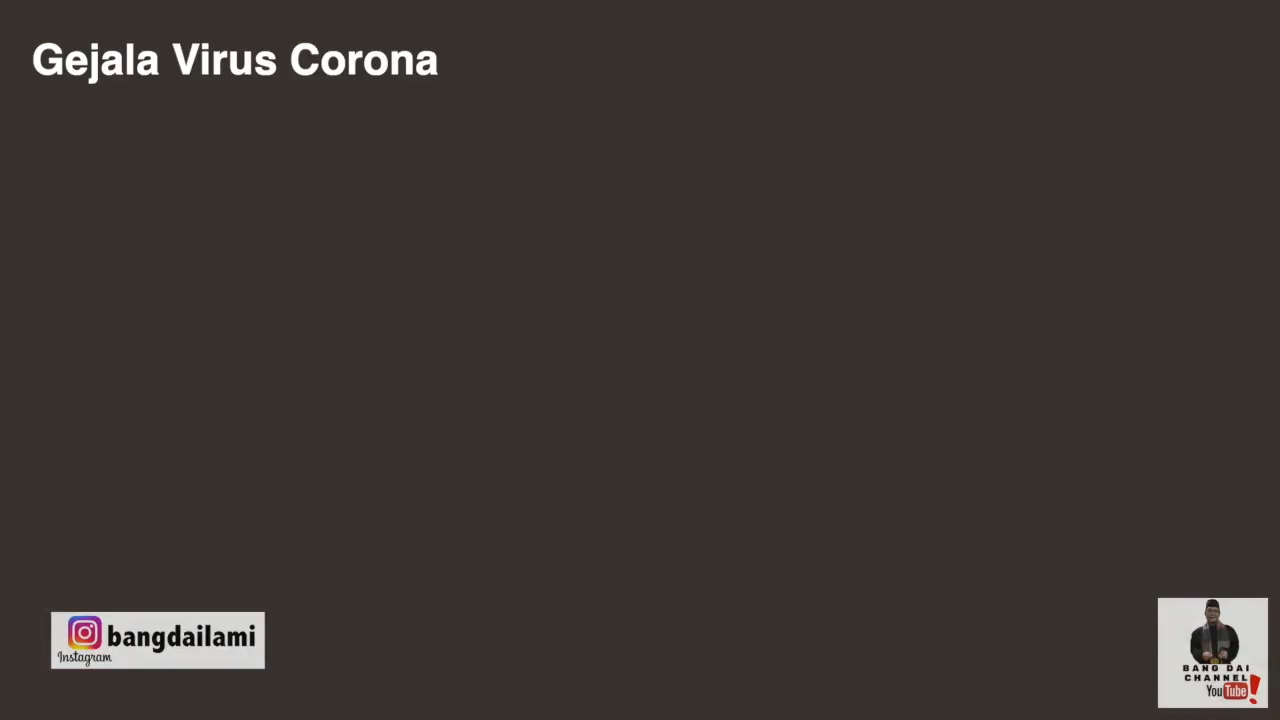 Gejala Virus Corona
bangdailami
Instagram
BANG DAI
CHANNEL
YouTube